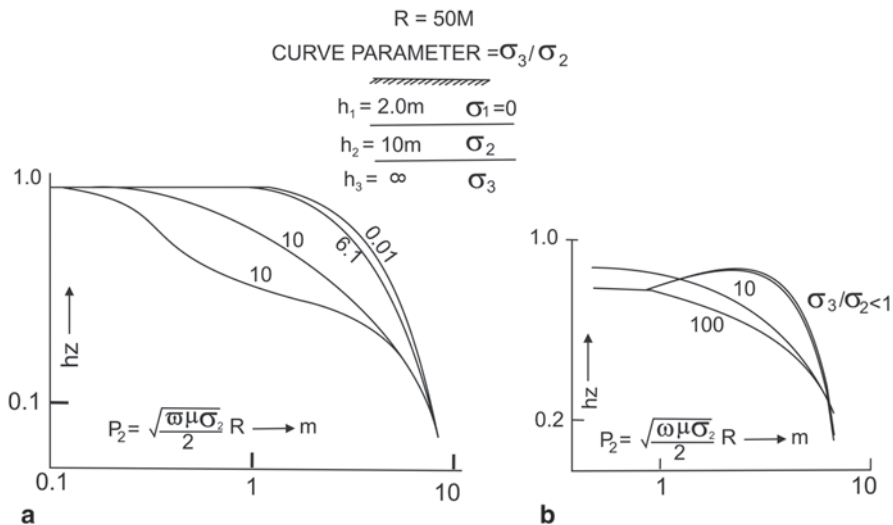 R = 50M
CURVE PARAMETER =σ3/σ2
h1 = 2.0m σ1=0
h2 = 10m σ2
h3 = ∞ σ3
1.0
0.1
hz
10
10
6.1
0.01
P2 = √ϖμσ2/2 R → m
0.1
1
10
a
1.0
0.2
hz
10
100
σ3/σ2<1
P2 = √ωμσ2/2 R → m
1
10
b